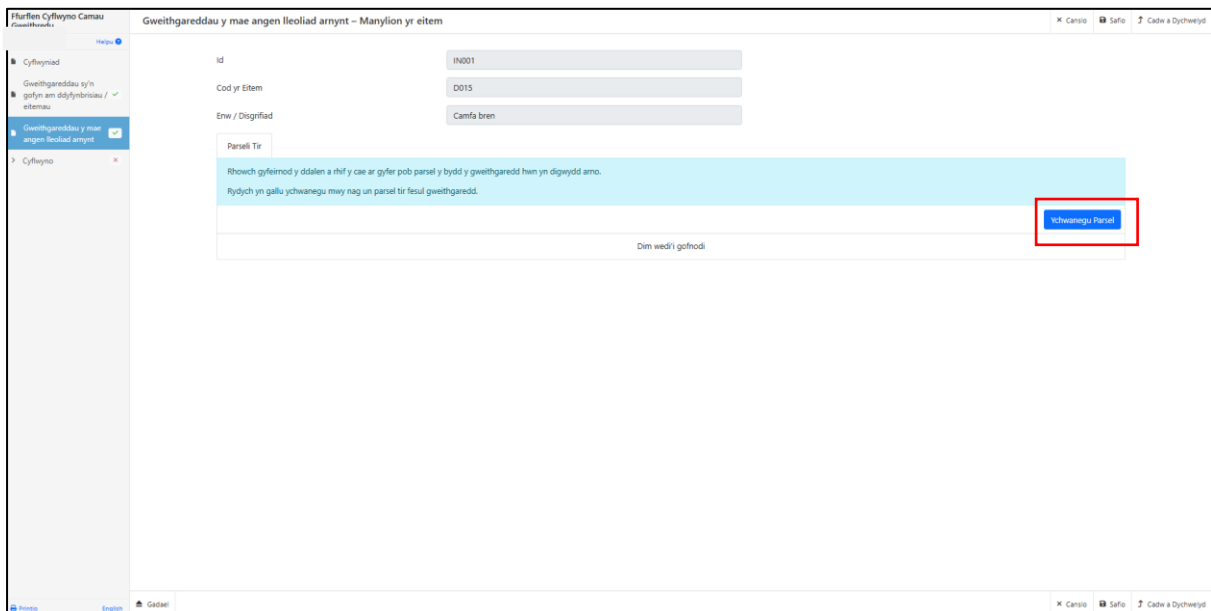 Ffurflen Cyflwyno Camau
Gweithredu
Gweithgareddau y mae angen lleoliad arnynt – Manylion yr eitem
Canslo
Safio
Cadw a Dychwelyd
Helpu
Cyflwyniad
Gweithgareddau sy'n
gofyn am ddyfynbrisiau /
eitemau
Gweithgareddau y mae
angen lleoliad arnynt
Cyflwyno
Id
IN001
Cod yr Eitem
D015
Enw / Disgrifiad
Camfa bren
Parseli Tir
Rhowch gyfeirnod y ddalen a rhif y cae ar gyfer pob parsel y bydd y gweithgaredd hwn yn digwydd arno.
Rydych yn gallu ychwanegu mwy nag un parsel tir fesul gweithgaredd.
Ychwanegu Parsel
Dim wedi'i gofnodi
Printio
English
Gadael
Canslo
Safio
Cadw a Dychwelyd